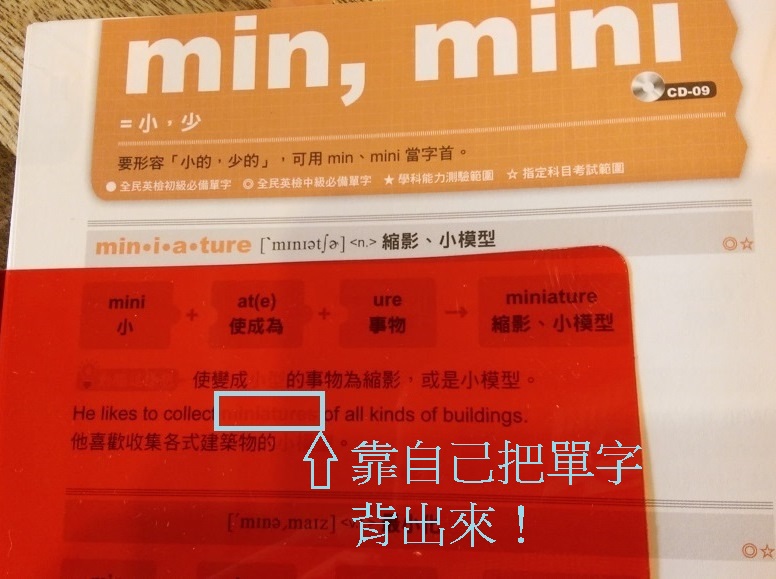 min, mini
CD-09
= 小，少
要形容「小的，少的」，可用 min、mini 當字首。
● 全民英檢初級必備單字 ◎ 全民英檢中級必備單字 ★ 學科能力測驗範圍 ☆ 指定科目考試範圍
min•i•a•ture [ˋmɪnɪətʃɚ] <n.> 縮影、小模型 ◎☆
mini + at(e) + ure → miniature
小 使成為 事物 縮影、小模型
使變成小型的事物為縮影，或是小模型。
He likes to collect miniatures of all kinds of buildings.
他喜歡收集各式建築物的小
靠自己把單字
背出來！
[ˋmɪnəˏmaɪz]
◎☆